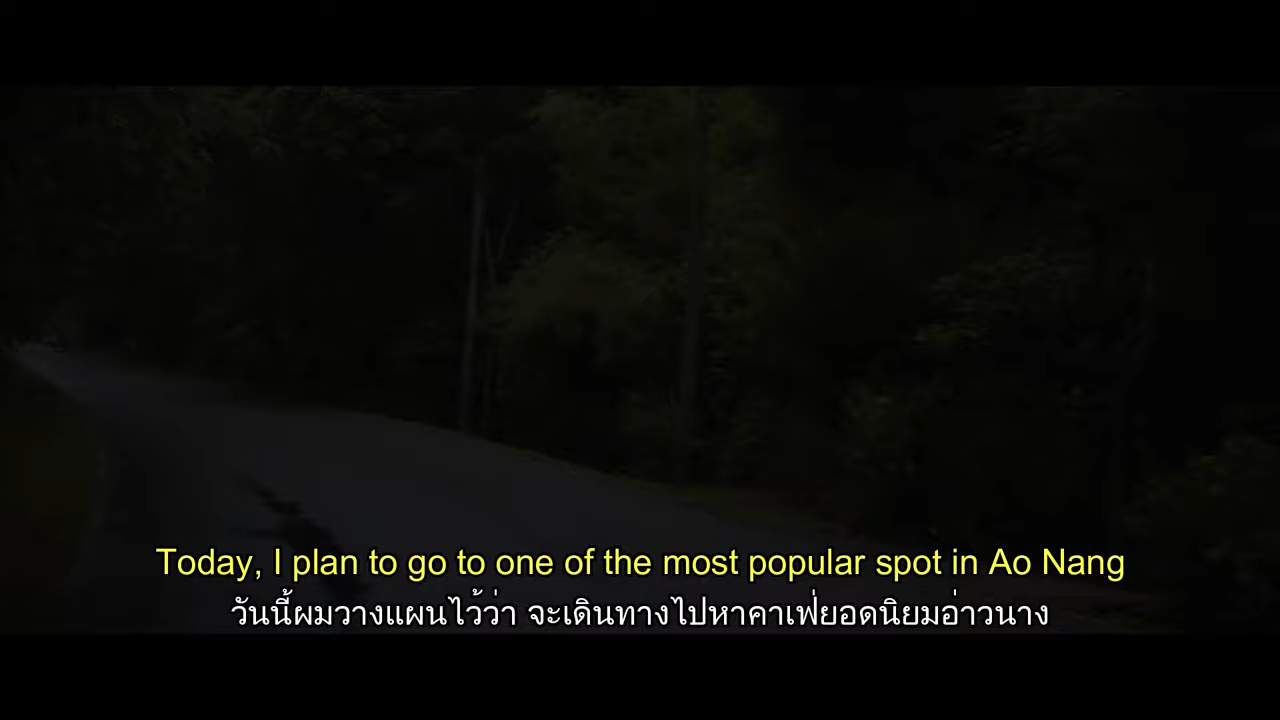 Today, I plan to go to one of the most popular spot in Ao Nang
วันนี้ผมวางแผนไว้ว่า จะเดินทางไปหาคาเฟ่ยอดนิยมอ่าวนาง